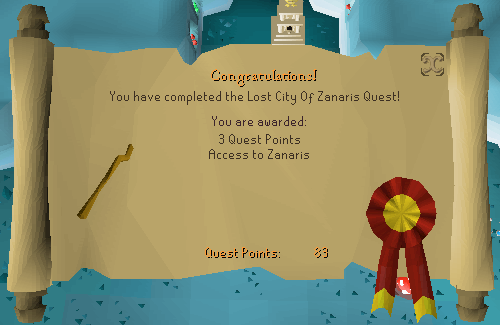 Congratulations!
You have completed the Lost City Of Zanaris Quest!
You are awarded:
3 Quest Points
Access to Zanaris
Quest Points: 83